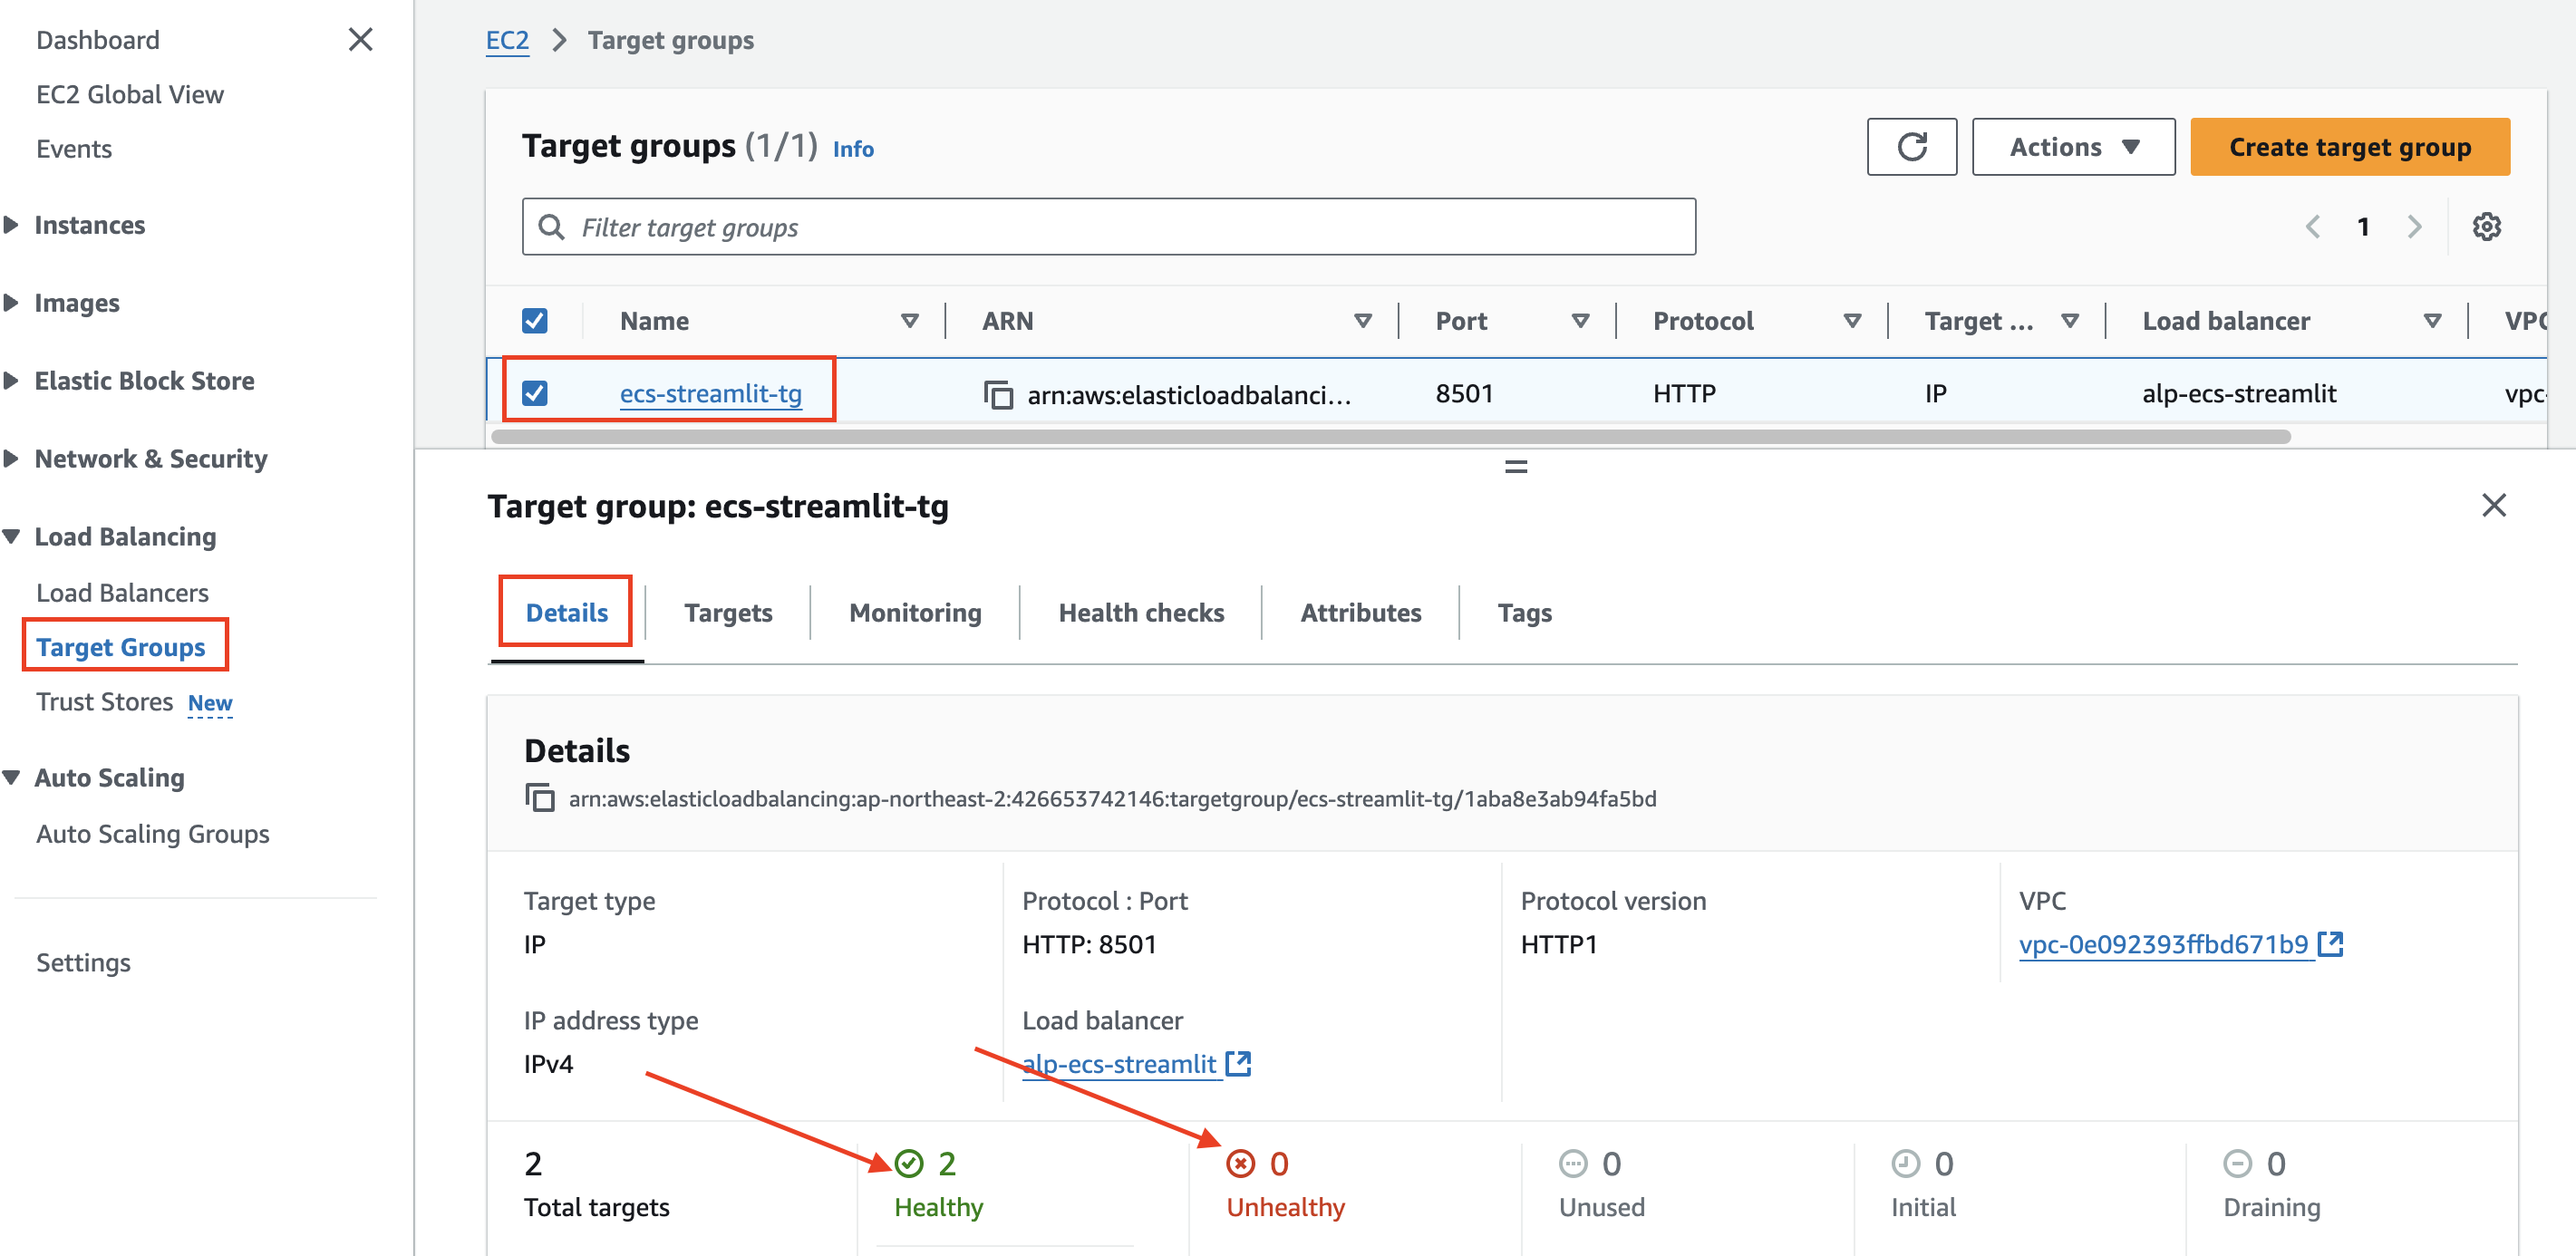 Dashboard
EC2 Global View
Events
Instances
Images
Elastic Block Store
Network & Security
Load Balancing
Load Balancers
Target Groups
Trust Stores New
Auto Scaling
Auto Scaling Groups
Settings
EC2 Target groups
Target groups (1/1) Info
Actions
Create target group
Filter target groups
1
Name ARN Port Protocol Target ... Load balancer VPC
ecs-streamlit-tg arn:aws:elasticloadbalanci... 8501 HTTP IP alp-ecs-streamlit vpc-
Target group: ecs-streamlit-tg
Details Targets Monitoring Health checks Attributes Tags
Details
arn:aws:elasticloadbalancing:ap-northeast-2:426653742146:targetgroup/ecs-streamlit-tg/1aba8e3ab94fa5bd
Target type Protocol : Port Protocol version VPC
IP HTTP: 8501 HTTP1 vpc-0e092393ffbd671b9
IP address type Load balancer
IPv4 alp-ecs-streamlit
2 2 0 0 0 0
Total targets Healthy Unhealthy Unused Initial Draining